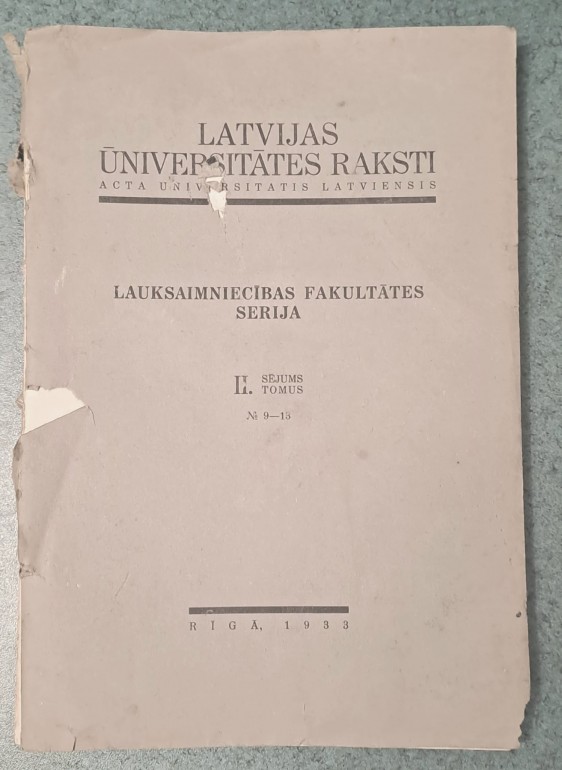 LATVIJAS
ŪNIVERSITĀTES RAKSTI
ACTA UNIVERSITATIS LATVIENSIS
LAUKSAIMNIECĪBAS FAKULTĀTES
SERIJA
II. SĒJUMS
TOMUS
№ 9—15
RĪGĀ, 1933